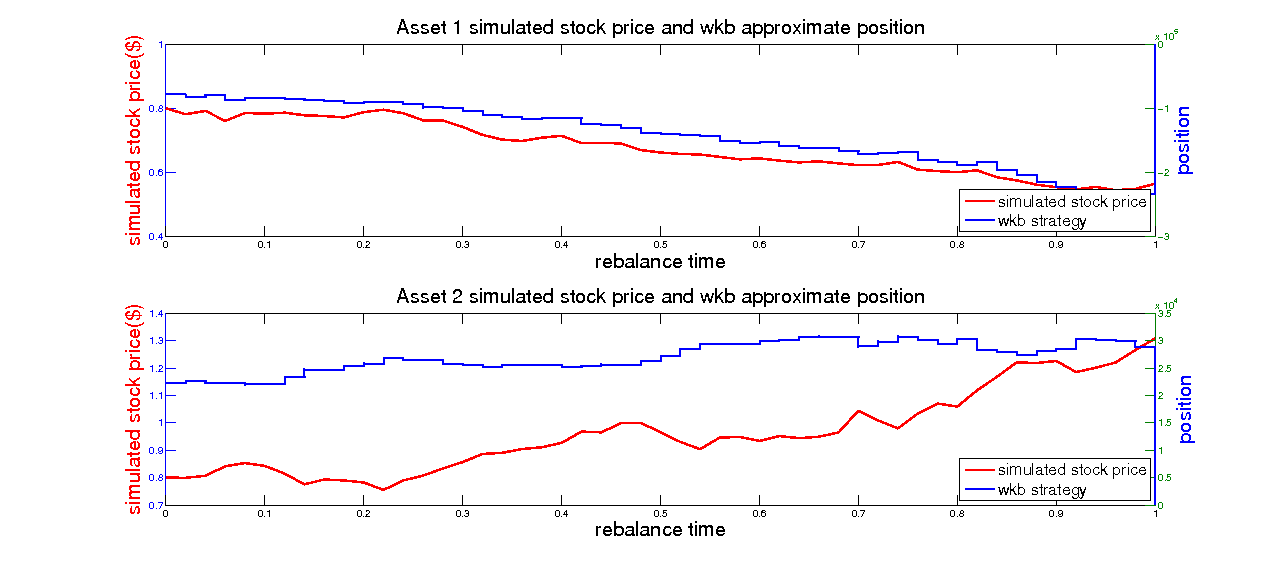 Asset 1 simulated stock price and wkb approximate position
x 10^5
simulated stock price($)
1
0.8
0.6
0.4
0
-1
-2
-3
position
simulated stock price
wkb strategy
0 0.1 0.2 0.3 0.4 0.5 0.6 0.7 0.8 0.9 1
rebalance time
Asset 2 simulated stock price and wkb approximate position
x 10^4
simulated stock price($)
1.4
1.3
1.2
1.1
1
0.9
0.8
0.7
3.5
3
2.5
2
1.5
1
0.5
0
position
simulated stock price
wkb strategy
0 0.1 0.2 0.3 0.4 0.5 0.6 0.7 0.8 0.9 1
rebalance time